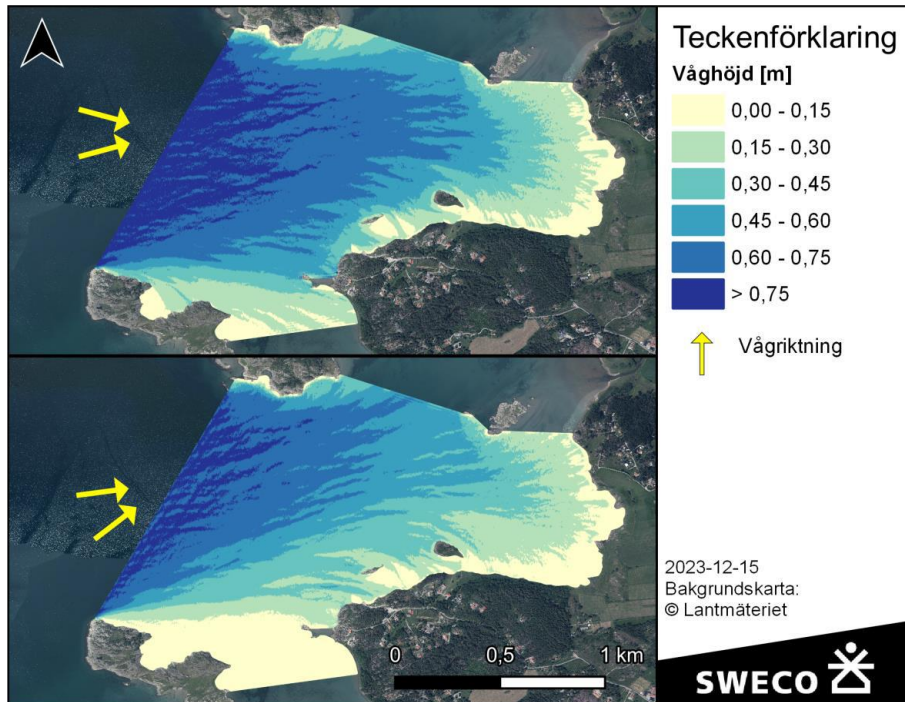 Teckenförklaring
Våghöjd [m]
0,00 - 0,15
0,15 - 0,30
0,30 - 0,45
0,45 - 0,60
0,60 - 0,75
> 0,75
Vågriktning
0 0,5 1 km
2023-12-15
Bakgrundskarta:
© Lantmäteriet
SWECO